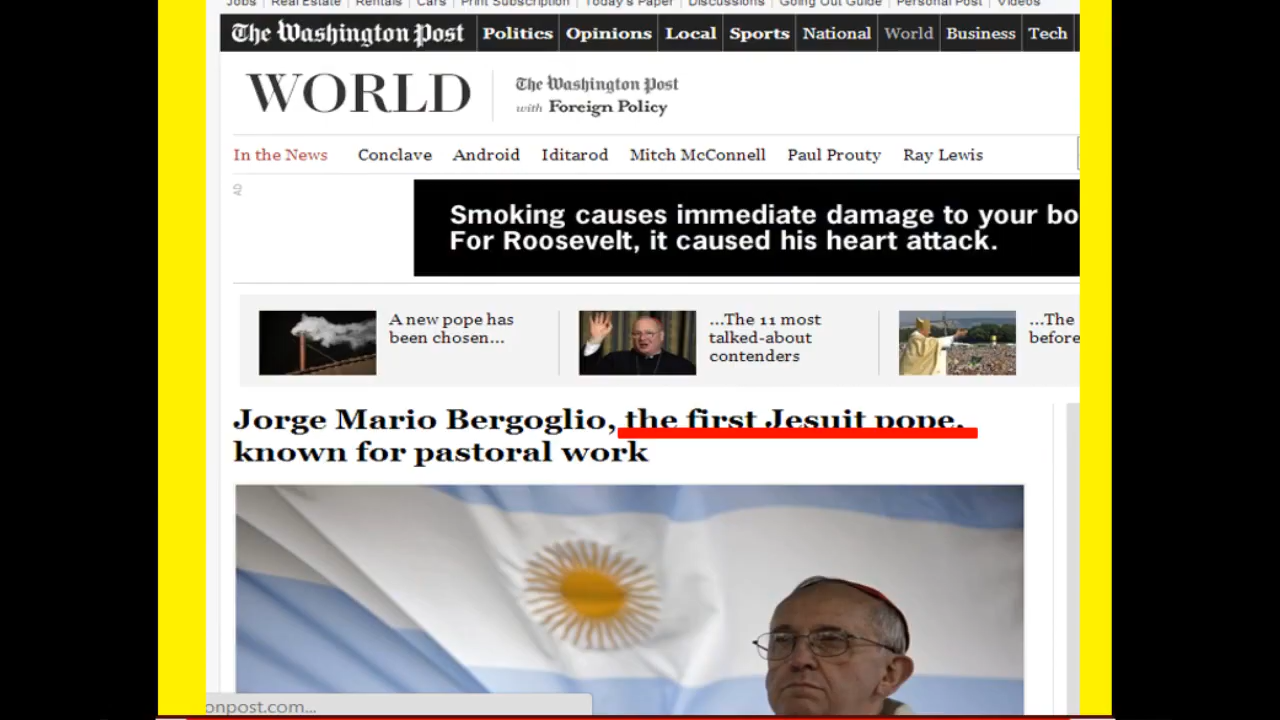 Jobs Real Estate Rentals Cars Print Subscription Today's Paper Discussions Going Out Guide Personal Post Videos
The Washington Post Politics Opinions Local Sports National World Business Tech
WORLD
The Washington Post
with Foreign Policy
In the News Conclave Android Iditarod Mitch McConnell Paul Prouty Ray Lewis
AD
Smoking causes immediate damage to your bo
For Roosevelt, it caused his heart attack.
A new pope has
been chosen...
...The 11 most
talked-about
contenders
...The
before
Jorge Mario Bergoglio, the first Jesuit pope,
known for pastoral work
onpost.com...